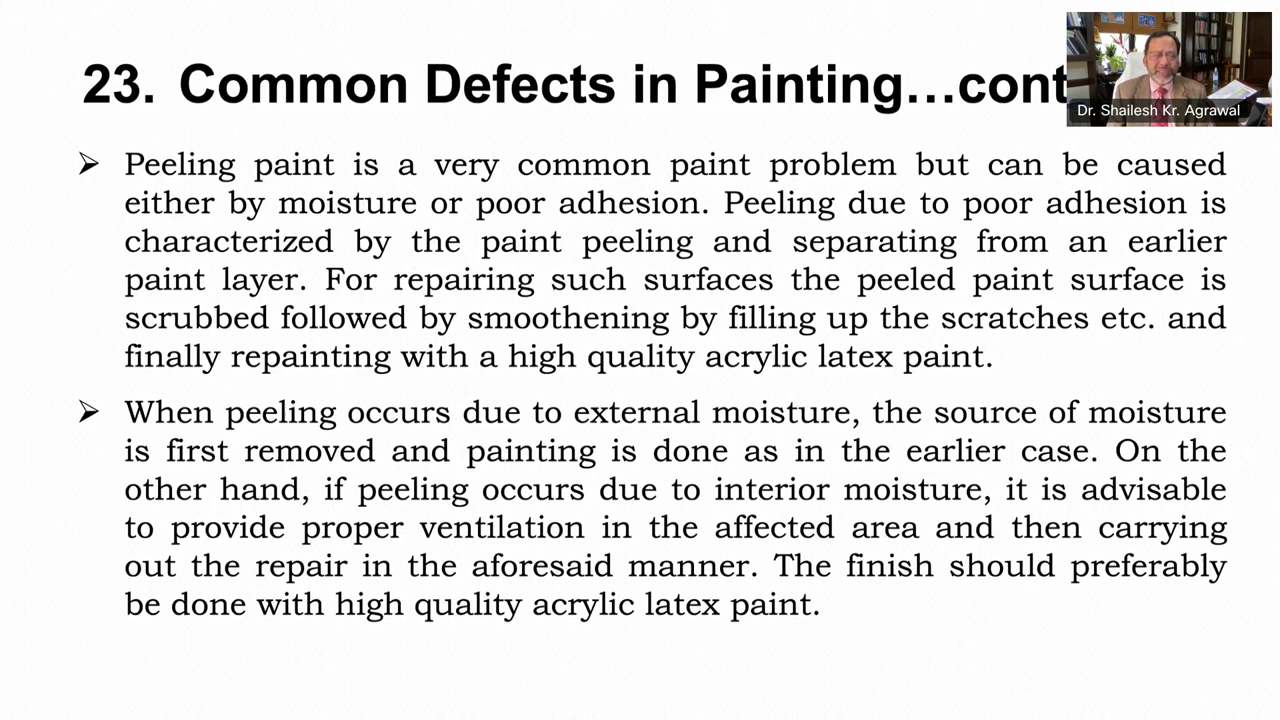 23. Common Defects in Painting...cont
Dr. Shailesh Kr. Agrawal
➢ Peeling paint is a very common paint problem but can be caused
either by moisture or poor adhesion. Peeling due to poor adhesion is
characterized by the paint peeling and separating from an earlier
paint layer. For repairing such surfaces the peeled paint surface is
scrubbed followed by smoothening by filling up the scratches etc. and
finally repainting with a high quality acrylic latex paint.
➢ When peeling occurs due to external moisture, the source of moisture
is first removed and painting is done as in the earlier case. On the
other hand, if peeling occurs due to interior moisture, it is advisable
to provide proper ventilation in the affected area and then carrying
out the repair in the aforesaid manner. The finish should preferably
be done with high quality acrylic latex paint.